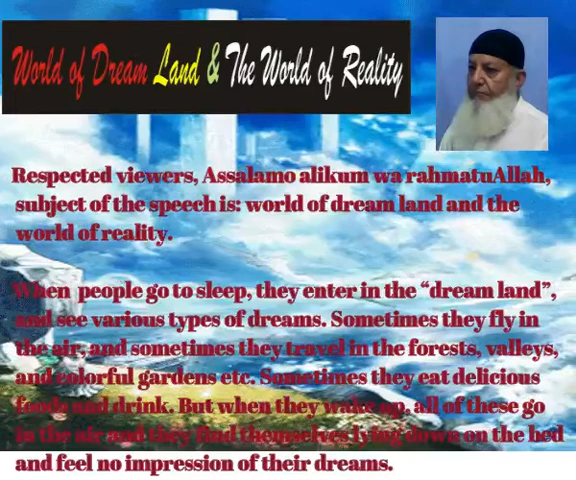 World of Dream Land & The World of Reality
Respected viewers, Assalamo alikum wa rahmatuAllah,
subject of the speech is: world of dream land and the
world of reality.
When people go to sleep, they enter in the “dream land”,
and see various types of dreams. Sometimes they fly in
the air, and sometimes they travel in the forests, valleys,
and colorful gardens etc. Sometimes they eat delicious
foods and drink. But when they wake up, all of these go
in the air and they find themselves lying down on the bed
and feel no impression of their dreams.